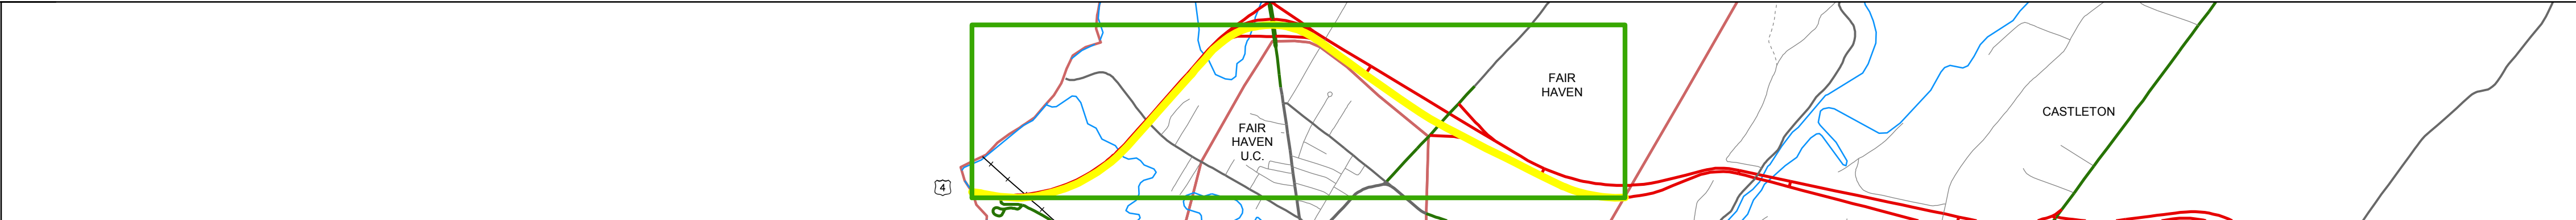 FAIR
HAVEN
FAIR
HAVEN
U.C.
CASTLETON
4